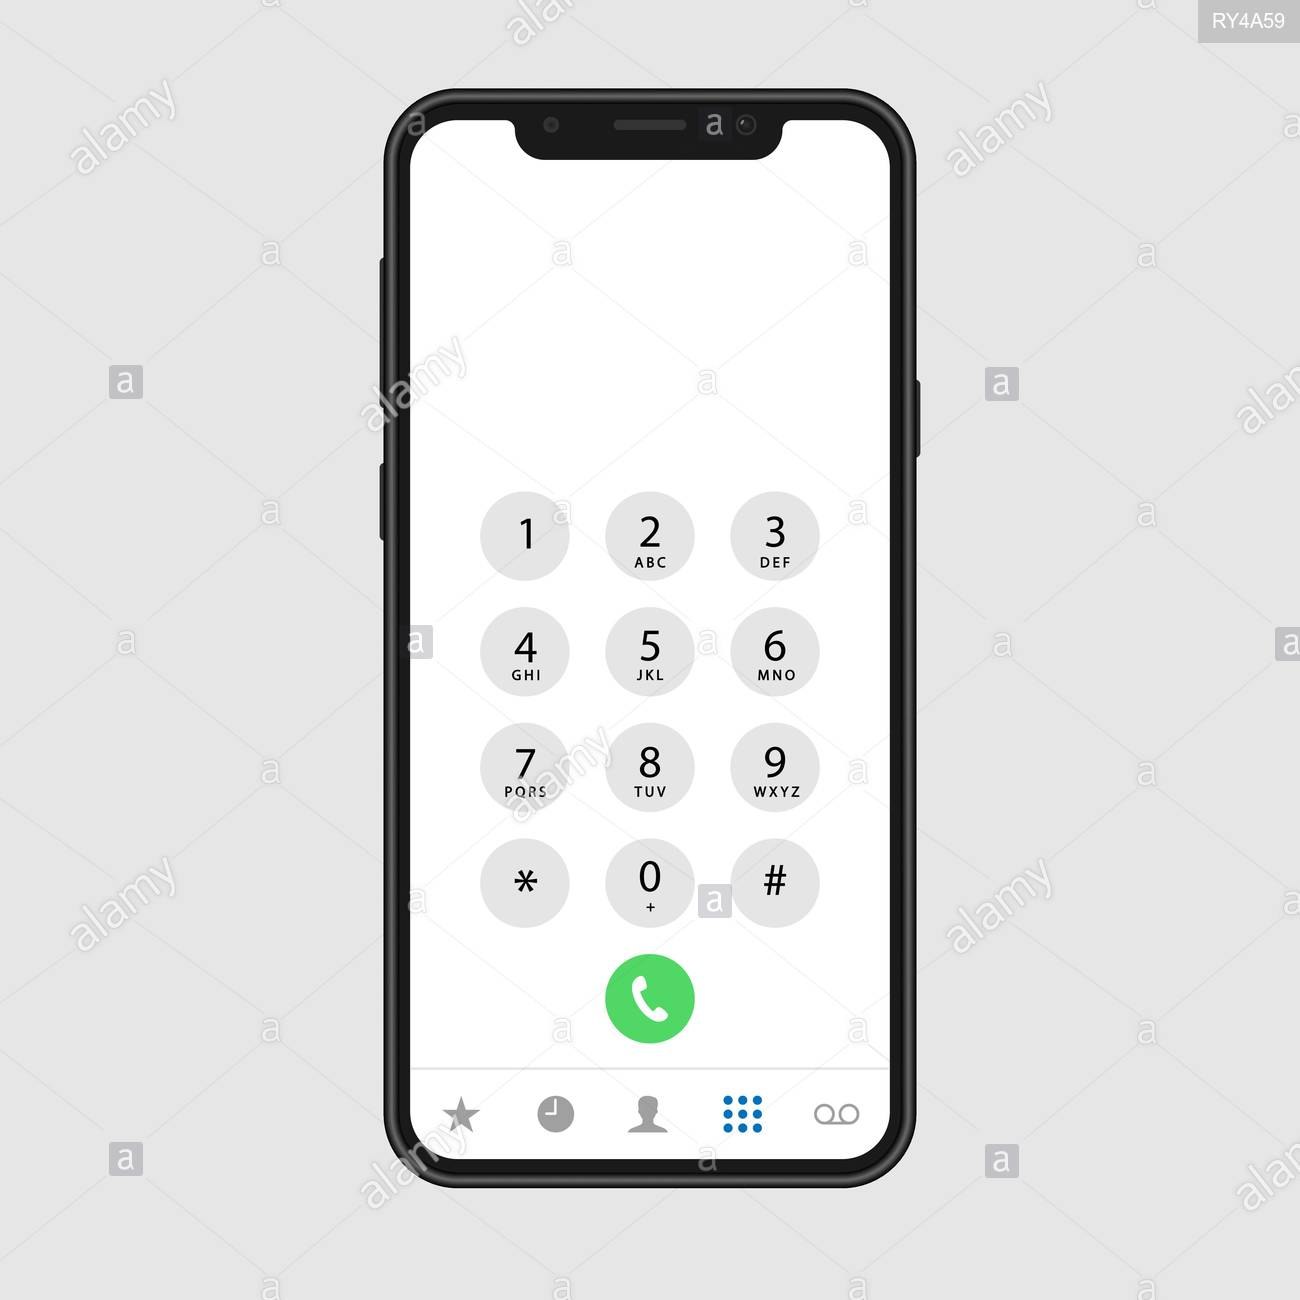 RY4A59
alamy
1 2 3
ABC DEF
4 5 6
GHI JKL MNO
7 8 9
PQRS TUV WXYZ
* 0 #
+